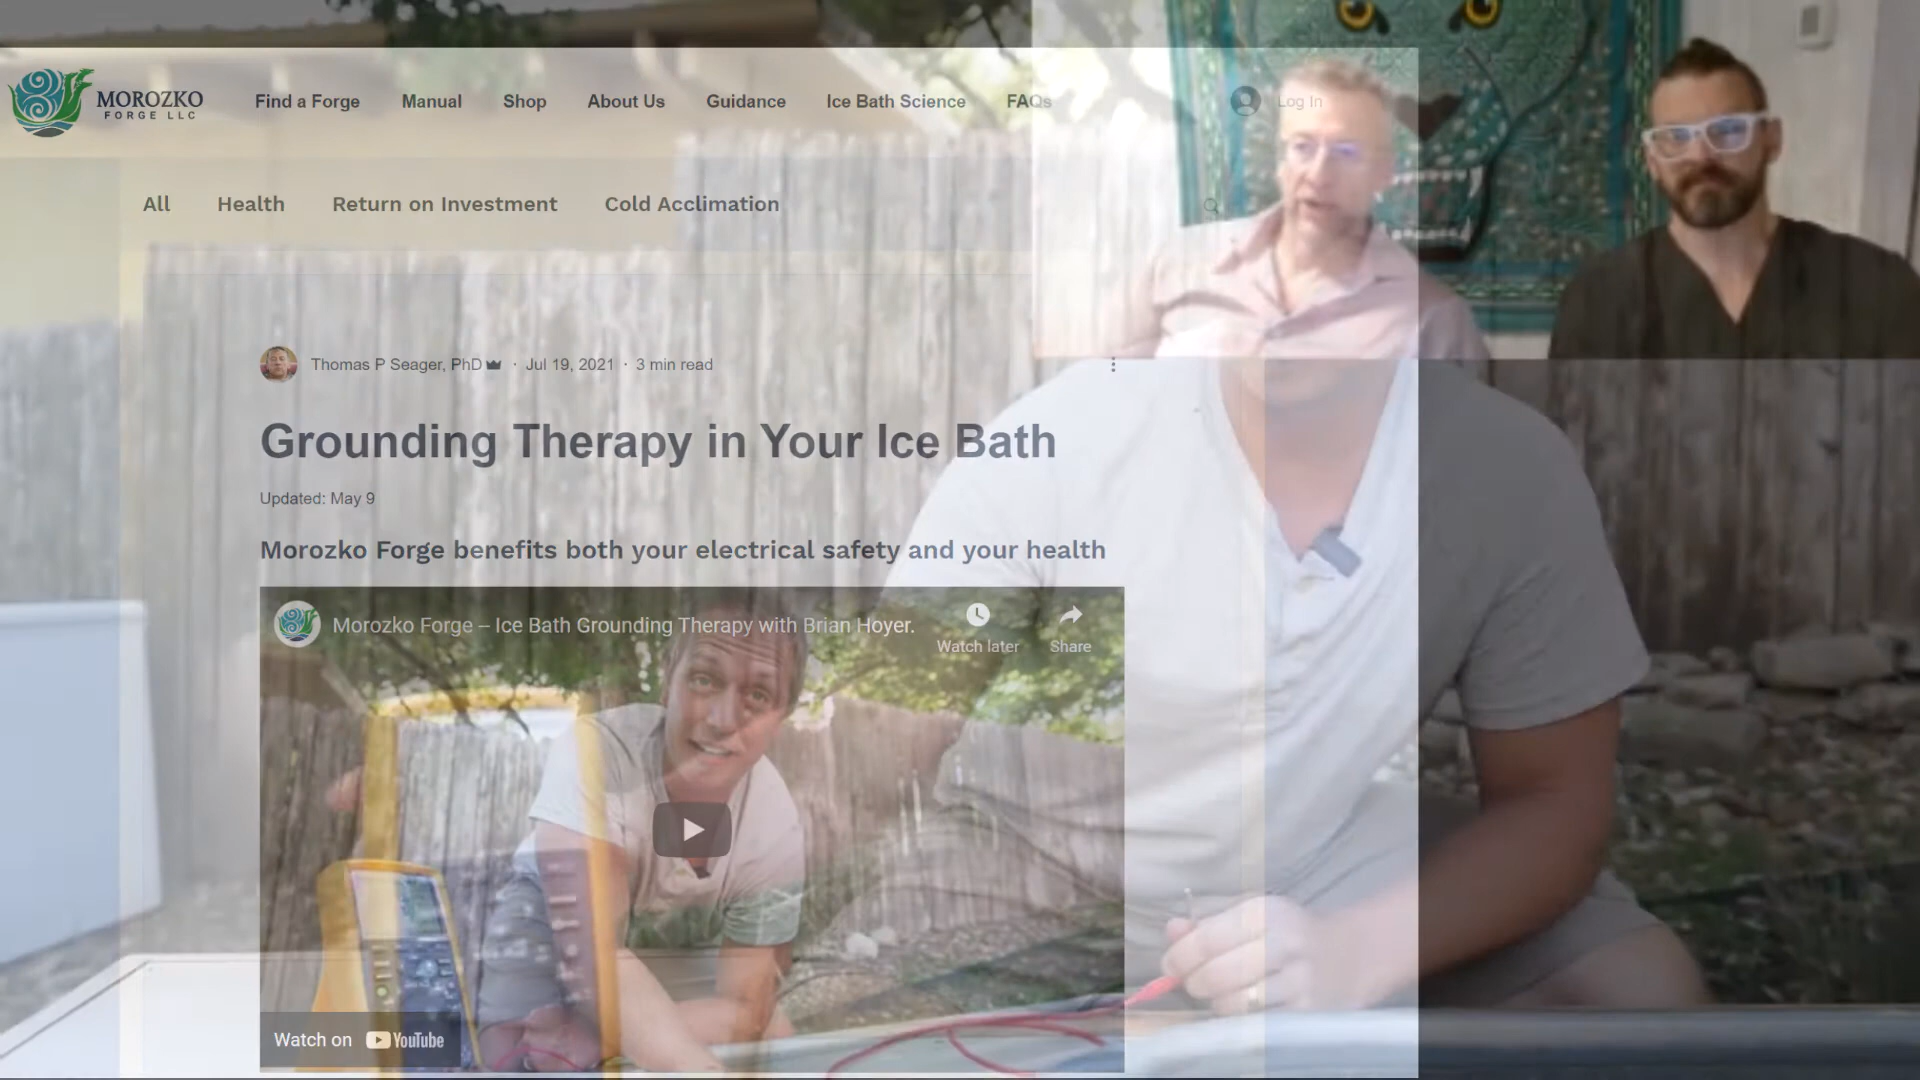 MOROZKO
FORGE LLC
Find a Forge Manual Shop About Us Guidance Ice Bath Science FAQs Log In
All Health Return on Investment Cold Acclimation
Thomas P Seager, PhD · Jul 19, 2021 · 3 min read
Grounding Therapy in Your Ice Bath
Updated: May 9
Morozko Forge benefits both your electrical safety and your health
Morozko Forge – Ice Bath Grounding Therapy with Brian Hoyer.
Watch later Share
Watch on YouTube